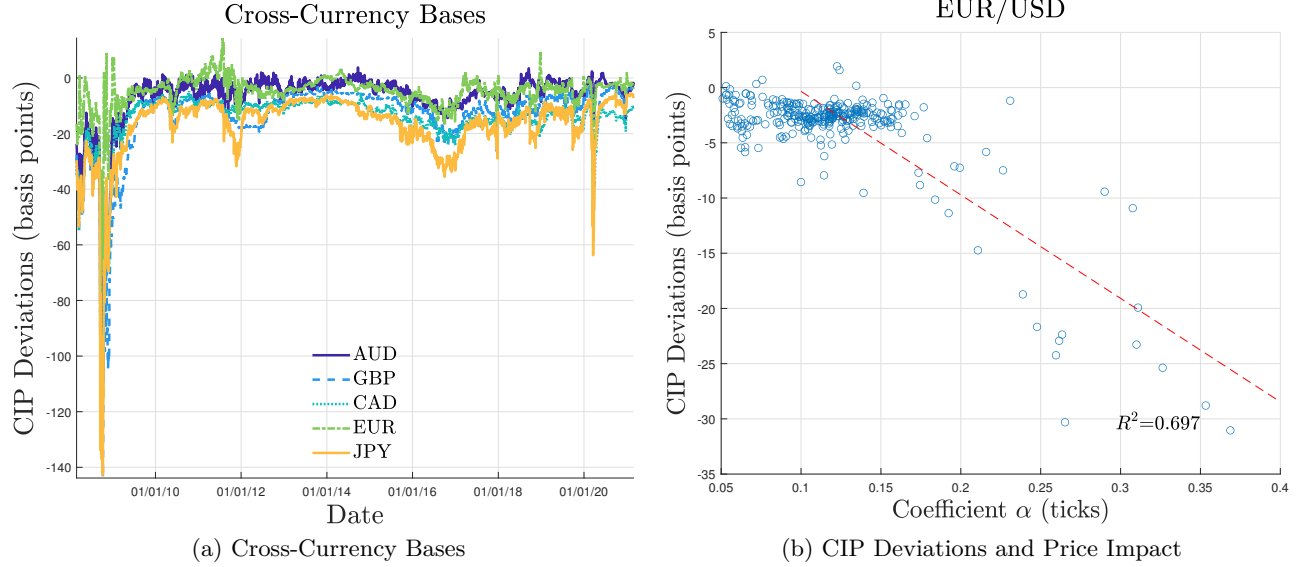 Cross-Currency Bases
CIP Deviations (basis points)
0
-20
-40
-60
-80
-100
-120
-140
AUD
GBP
CAD
EUR
JPY
01/01/10 01/01/12 01/01/14 01/01/16 01/01/18 01/01/20
Date
(a) Cross-Currency Bases
EUR/USD
CIP Deviations (basis points)
5
0
-5
-10
-15
-20
-25
-30
-35
R²=0.697
0.05 0.1 0.15 0.2 0.25 0.3 0.35 0.4
Coefficient α (ticks)
(b) CIP Deviations and Price Impact